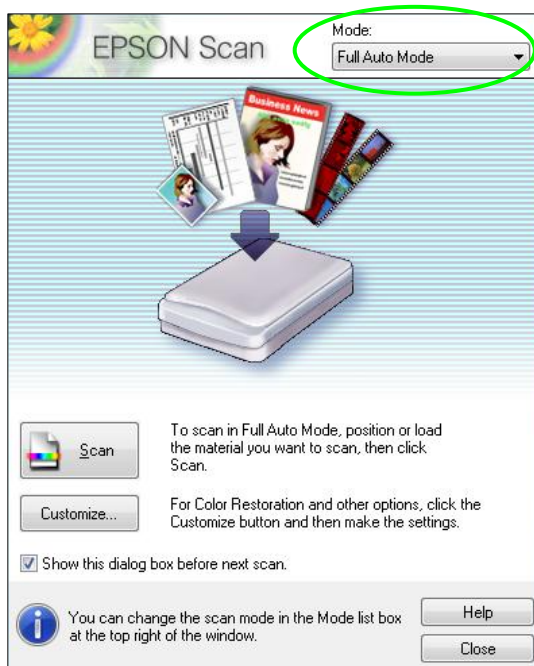 EPSON Scan
Mode:
Full Auto Mode
Business News
Scan
To scan in Full Auto Mode, position or load
the material you want to scan, then click
Scan.
Customize...
For Color Restoration and other options, click the
Customize button and then make the settings.
Show this dialog box before next scan.
You can change the scan mode in the Mode list box
at the top right of the window.
Help
Close